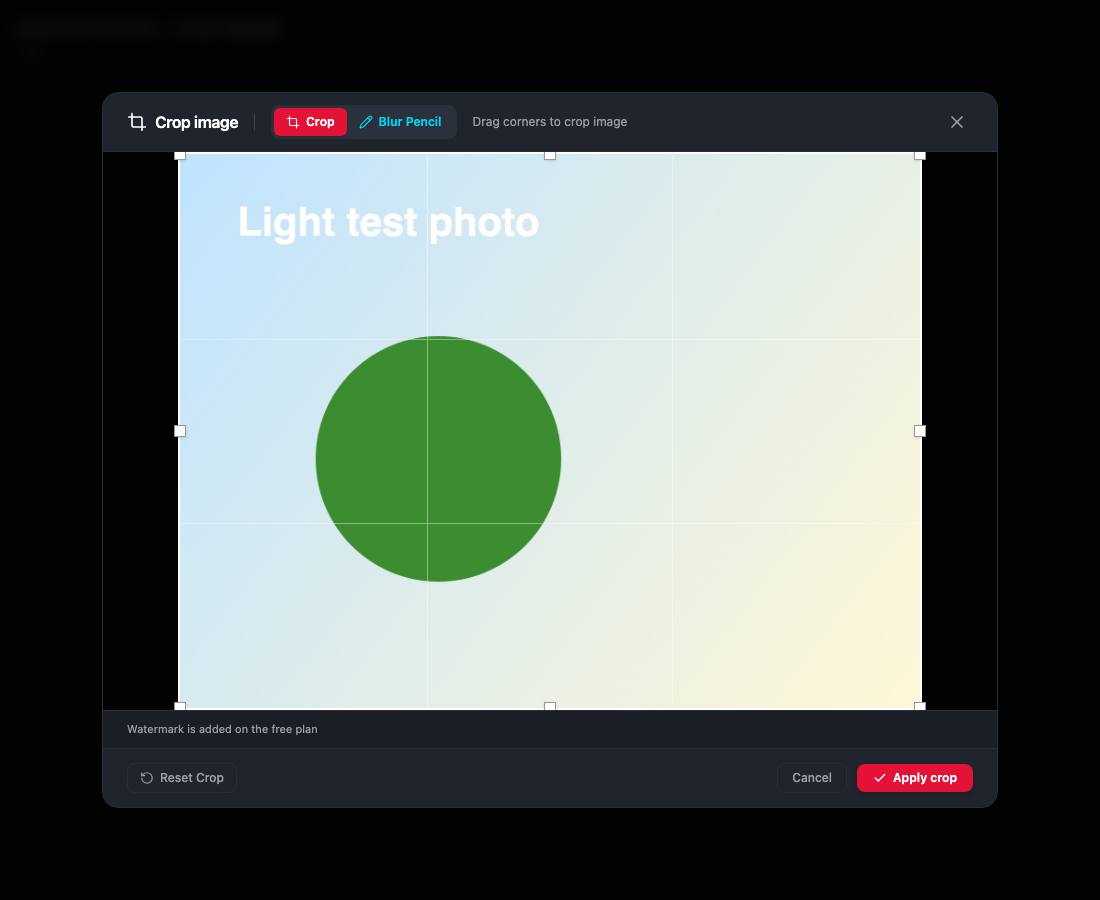 Crop image
Crop
Blur Pencil
Drag corners to crop image
Light test photo
Watermark is added on the free plan
Reset Crop
Cancel
Apply crop